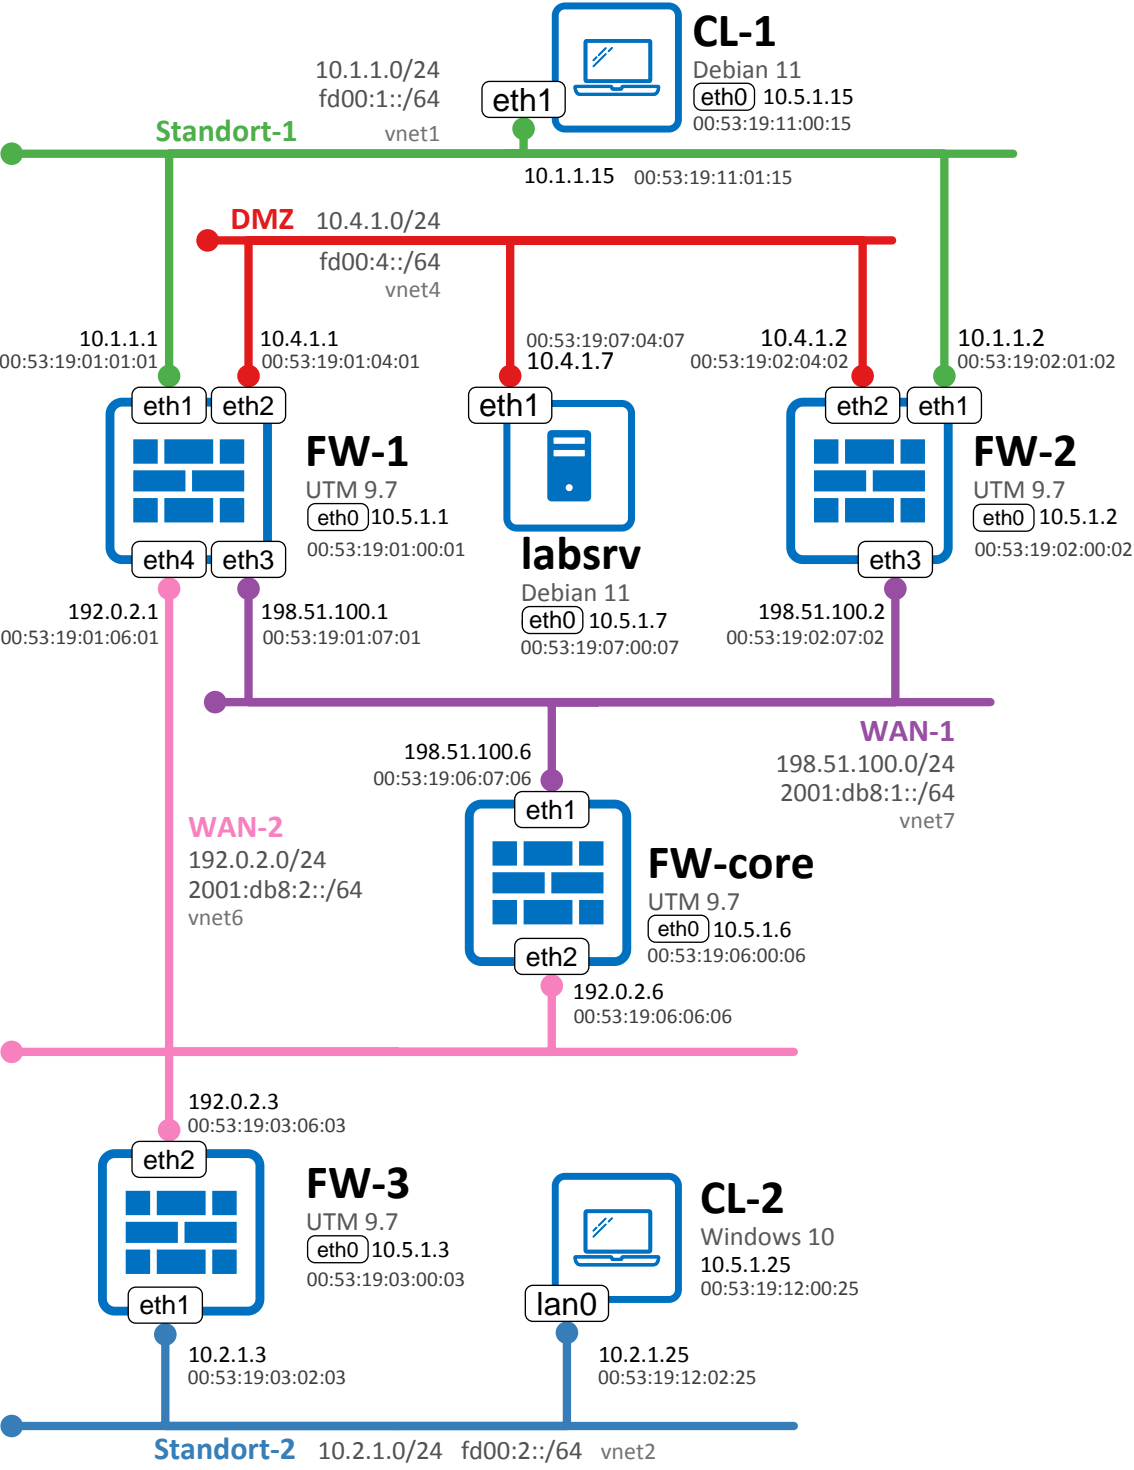 CL-1
Debian 11
eth0 10.5.1.15
00:53:19:11:00:15
10.1.1.0/24
fd00:1::/64
vnet1
eth1
Standort-1
10.1.1.15 00:53:19:11:01:15
DMZ 10.4.1.0/24
fd00:4::/64
vnet4
10.1.1.1
00:53:19:01:01:01
10.4.1.1
00:53:19:01:04:01
00:53:19:07:04:07
10.4.1.7
10.4.1.2
00:53:19:02:04:02
10.1.1.2
00:53:19:02:01:02
eth1 eth2
eth1
eth2 eth1
FW-1
UTM 9.7
eth0 10.5.1.1
00:53:19:01:00:01
FW-2
UTM 9.7
eth0 10.5.1.2
00:53:19:02:00:02
eth4 eth3
labsrv
Debian 11
eth0 10.5.1.7
00:53:19:07:00:07
eth3
192.0.2.1
00:53:19:01:06:01
198.51.100.1
00:53:19:01:07:01
198.51.100.2
00:53:19:02:07:02
WAN-1
198.51.100.0/24
2001:db8:1::/64
vnet7
198.51.100.6
00:53:19:06:07:06
eth1
WAN-2
192.0.2.0/24
2001:db8:2::/64
vnet6
FW-core
UTM 9.7
eth0 10.5.1.6
00:53:19:06:00:06
eth2
192.0.2.6
00:53:19:06:06:06
192.0.2.3
00:53:19:03:06:03
eth2
FW-3
UTM 9.7
eth0 10.5.1.3
00:53:19:03:00:03
eth1
CL-2
Windows 10
10.5.1.25
00:53:19:12:00:25
lan0
10.2.1.3
00:53:19:03:02:03
10.2.1.25
00:53:19:12:02:25
Standort-2 10.2.1.0/24 fd00:2::/64 vnet2